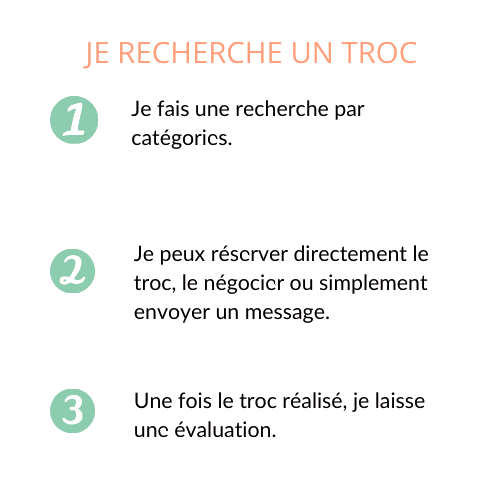 JE RECHERCHE UN TROC
1
Je fais une recherche par
catégories.
2
Je peux réserver directement le
troc, le négocier ou simplement
envoyer un message.
3
Une fois le troc réalisé, je laisse
une évaluation.